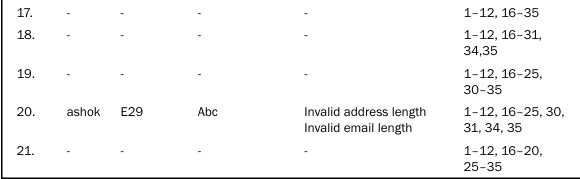 17. - - - - 1–12, 16–35
18. - - - - 1–12, 16–31,
34,35
19. - - - - 1–12, 16–25,
30–35
20. ashok E29 Abc Invalid address length 1–12, 16–25, 30,
Invalid email length 31, 34, 35
21. - - - - 1–12, 16–20,
25–35